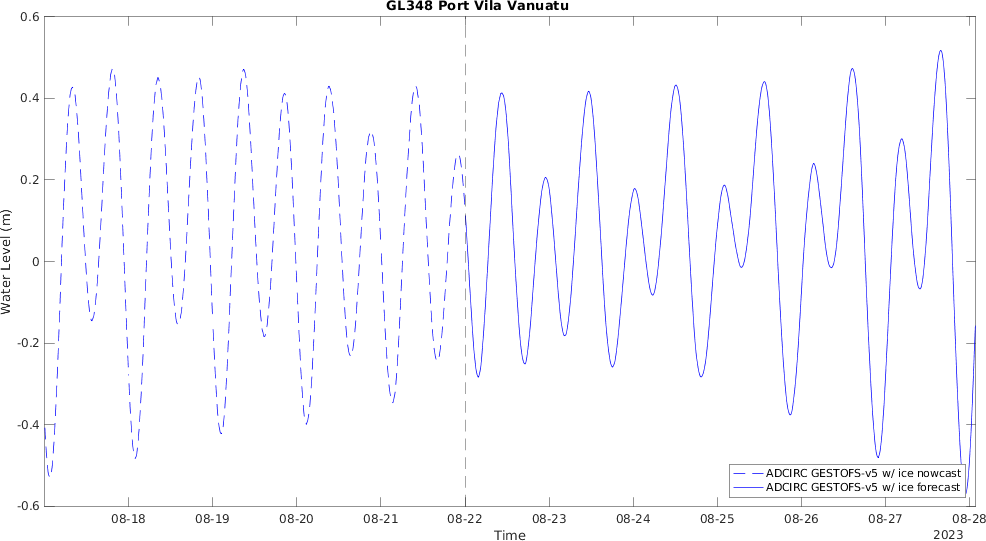 GL348 Port Vila Vanuatu
0.6
0.4
0.2
0
-0.2
-0.4
-0.6
Water Level (m)
ADCIRC GESTOFS-v5 w/ ice nowcast
ADCIRC GESTOFS-v5 w/ ice forecast
08-18 08-19 08-20 08-21 08-22 08-23 08-24 08-25 08-26 08-27 08-28
Time
2023